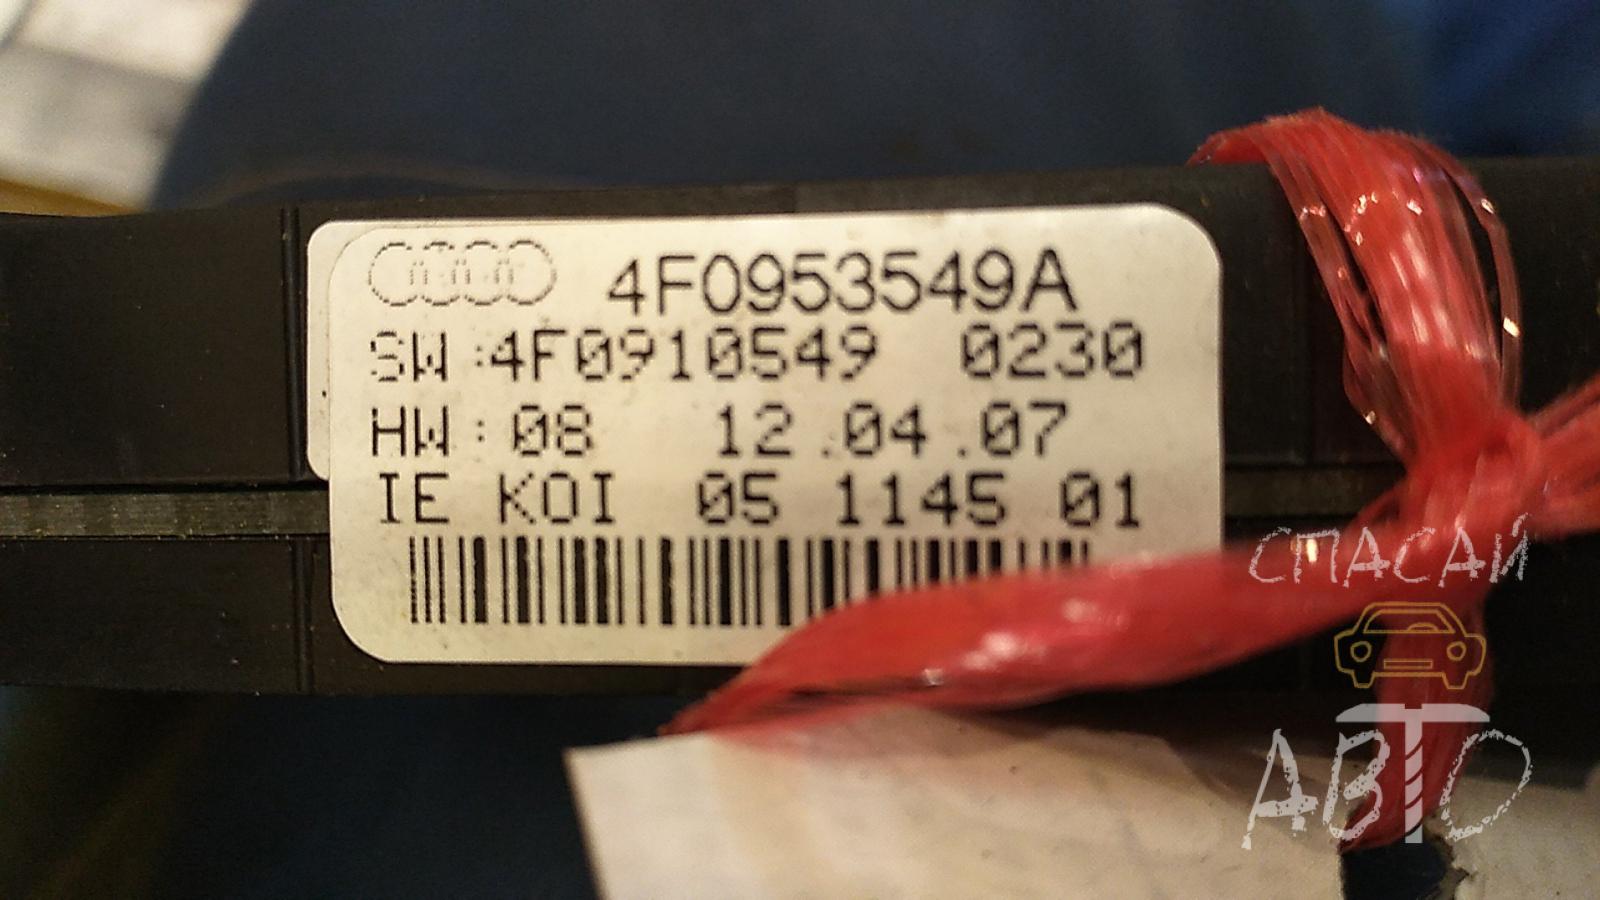 4F0953549A
SW:4F0910549 0230
HW:08 12.04.07
IE KOI 05 1145 01
СПАСАЙ
АВТО